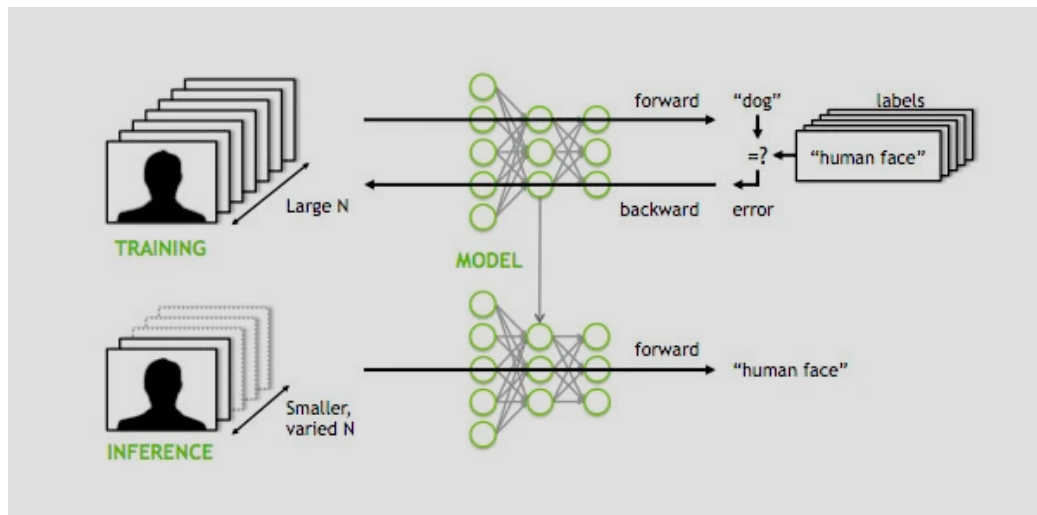 forward
“dog”
labels
=?
“human face”
Large N
backward
error
TRAINING
MODEL
forward
“human face”
Smaller,
varied N
INFERENCE